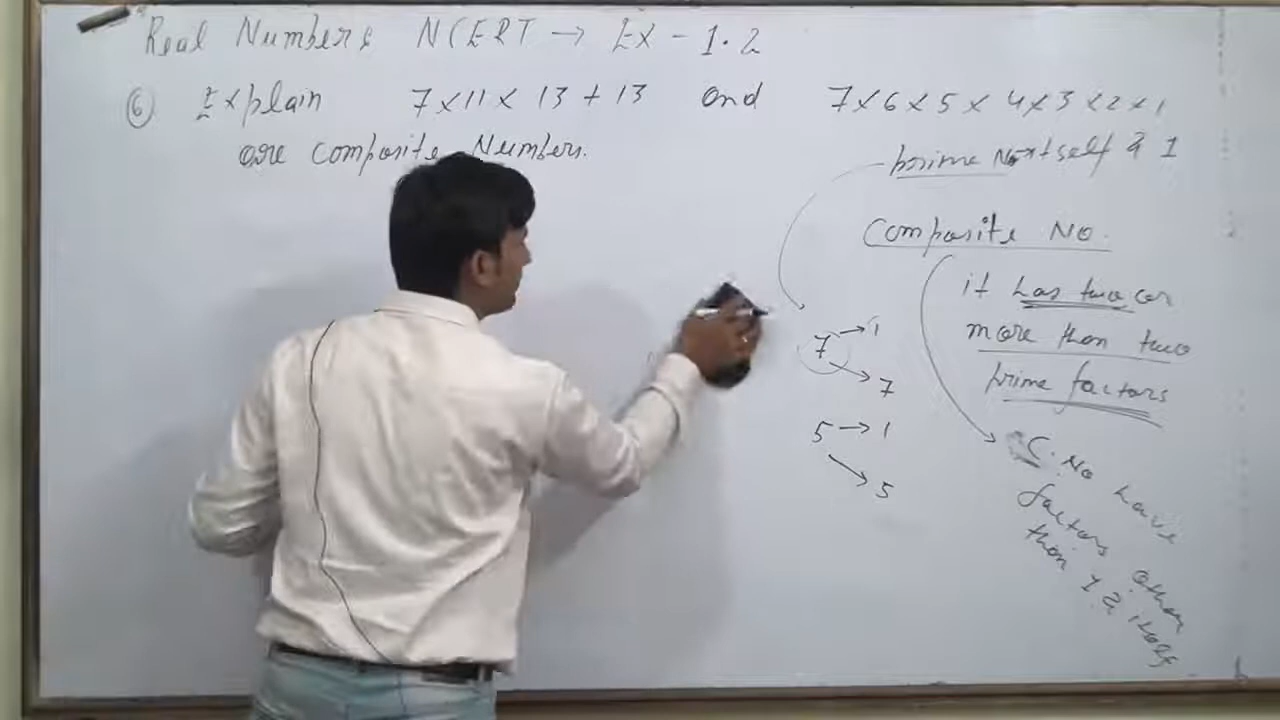 Real Numbers NCERT → Ex - 1.2
⑥ Explain 7 x 11 x 13 + 13 and 7 x 6 x 5 x 4 x 3 x 2 x 1
are composite Numbers.
prime No itself & 1
Composite No.
it has two or
more than two
prime factors
7 → 1
→ 7
5 → 1
→ 5
C. No have
factors other
than 1 & itself